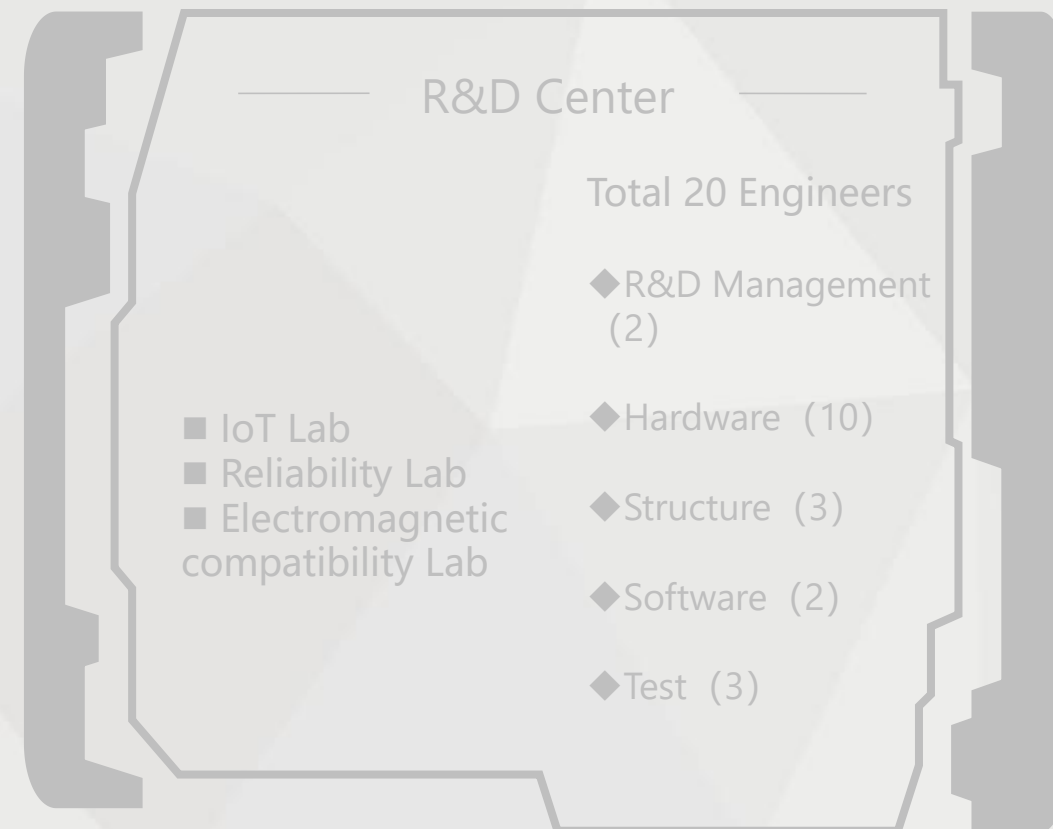 R&D Center
■ IoT Lab
■ Reliability Lab
■ Electromagnetic
compatibility Lab
Total 20 Engineers
◆R&D Management
(2)
◆Hardware（10）
◆Structure（3）
◆Software（2）
◆Test（3）